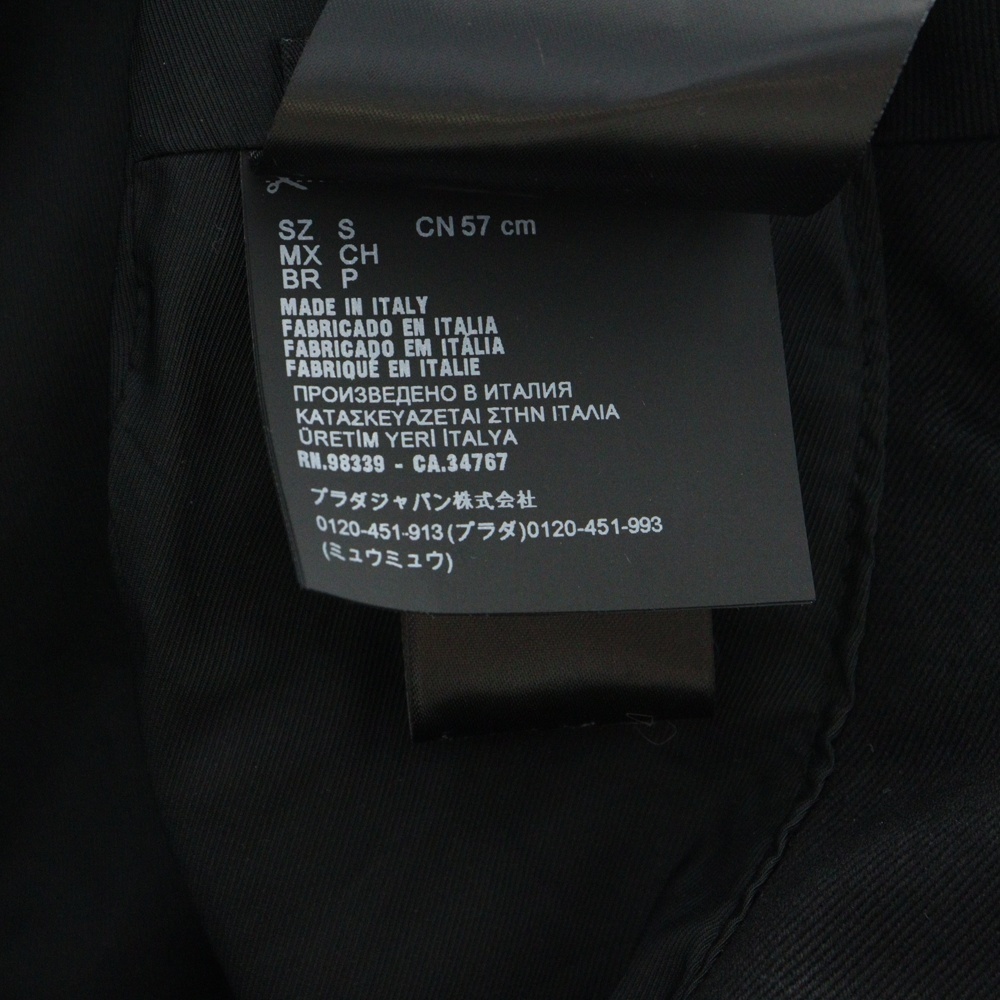 SZ S CN 57 cm
MX CH
BR P
MADE IN ITALY
FABRICADO EN ITALIA
FABRICADO EM ITÁLIA
FABRIQUÉ EN ITALIE
ПРОИЗВЕДЕНО В ИТАЛИЯ
ΚΑΤΑΣΚΕΥΑΖΕΤΑΙ ΣΤΗΝ ΙΤΑΛΙΑ
ÜRETİM YERİ İTALYA
RN.98339 - CA.34767
プラダジャパン株式会社
0120-451-913(プラダ)0120-451-993
(ミュウミュウ)